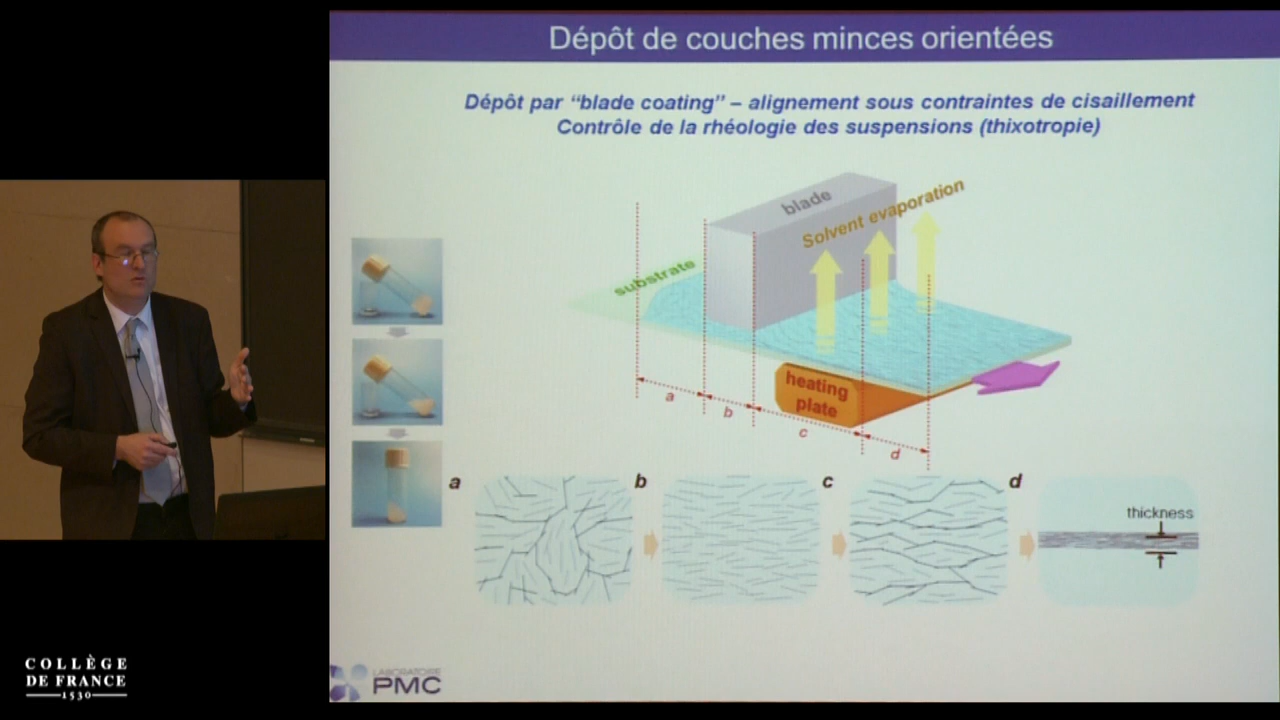 Dépôt de couches minces orientées
Dépôt par “blade coating” – alignement sous contraintes de cisaillement
Contrôle de la rhéologie des suspensions (thixotropie)
blade
Solvent evaporation
substrate
heating
plate
a
b
c
d
a
b
c
d
thickness
LABORATOIRE
PMC
COLLÈGE
DE FRANCE
1530